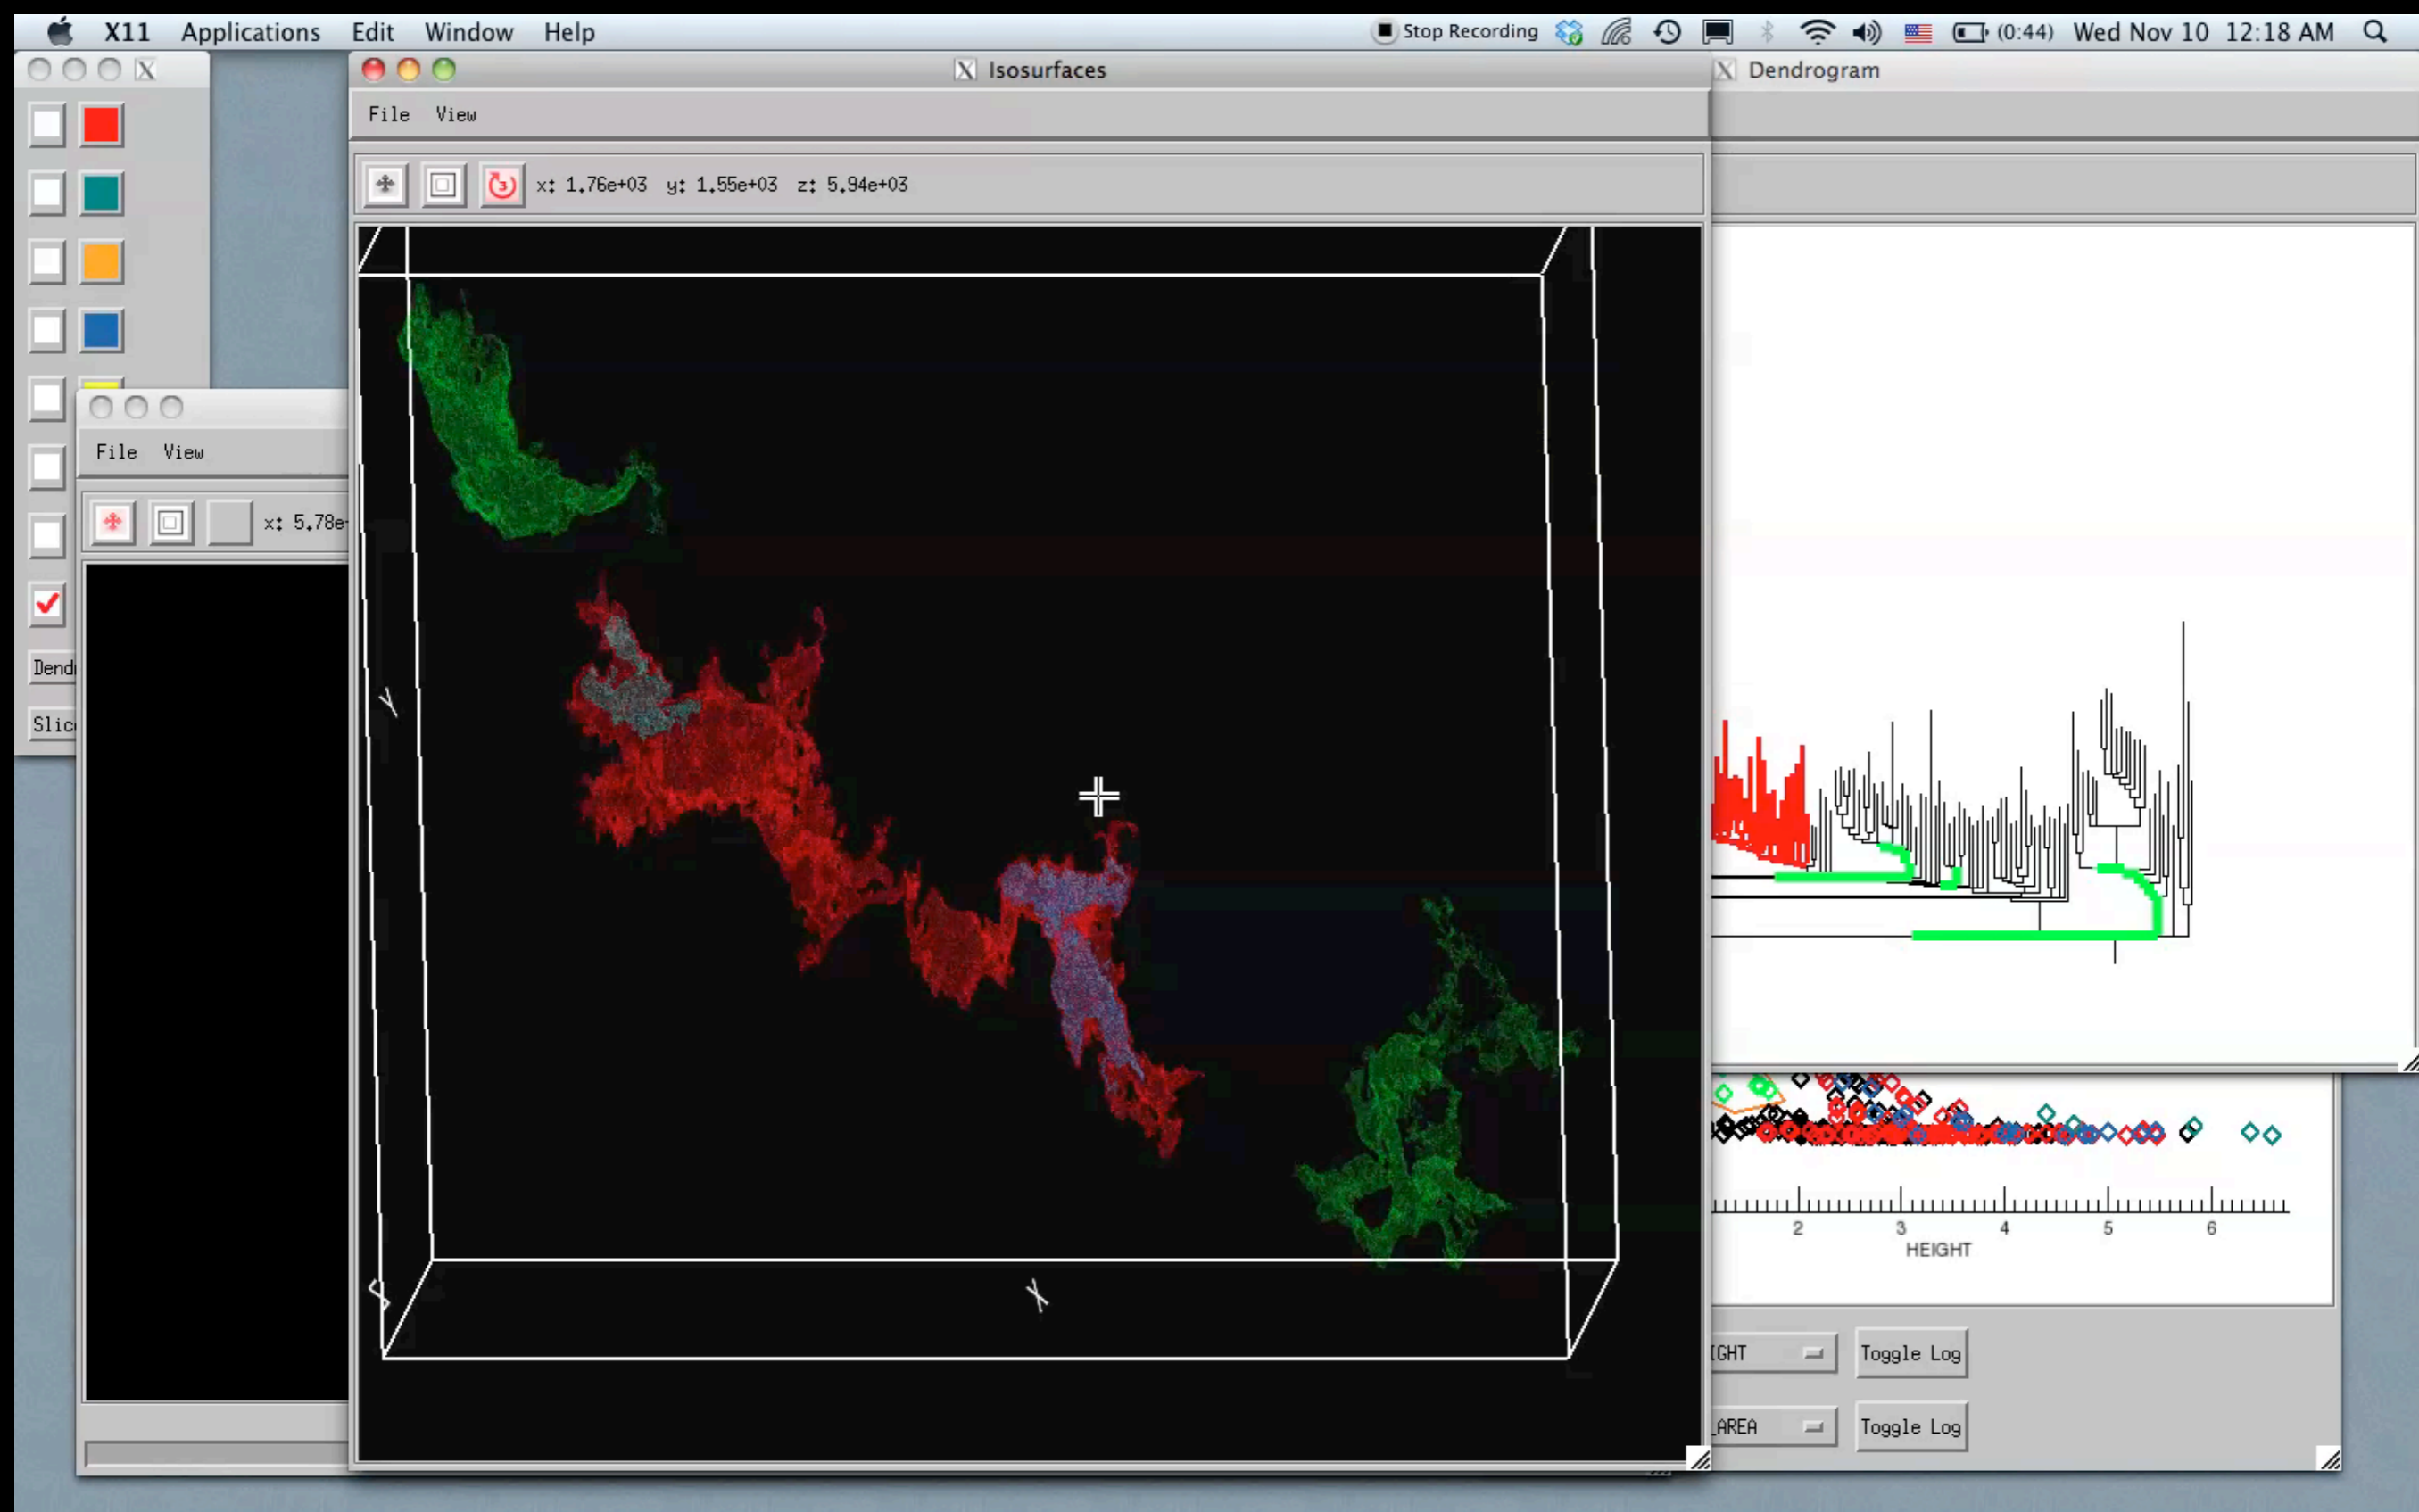 X11 Applications Edit Window Help Stop Recording (0:44) Wed Nov 10 12:18 AM
X
X Isosurfaces
X Dendrogram
File View
3 x: 1.76e+03 y: 1.55e+03 z: 5.94e+03
File View
x: 5.78e
Y
X
2 3 4 5 6
HEIGHT
Toggle Log
AREA Toggle Log